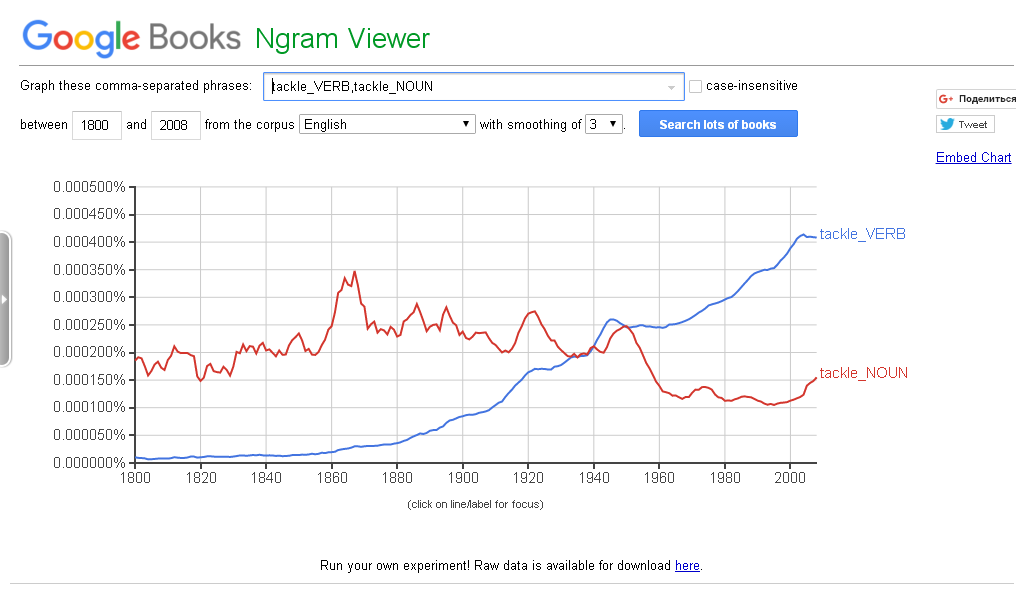 Google Books Ngram Viewer
Graph these comma-separated phrases: tackle_VERB,tackle_NOUN case-insensitive
between 1800 and 2008 from the corpus English with smoothing of 3 . Search lots of books
G+ Поделиться
Tweet
Embed Chart
0.000500%
0.000450%
0.000400%
0.000350%
0.000300%
0.000250%
0.000200%
0.000150%
0.000100%
0.000050%
0.000000%
tackle_VERB
tackle_NOUN
1800 1820 1840 1860 1880 1900 1920 1940 1960 1980 2000
(click on line/label for focus)
Run your own experiment! Raw data is available for download here.